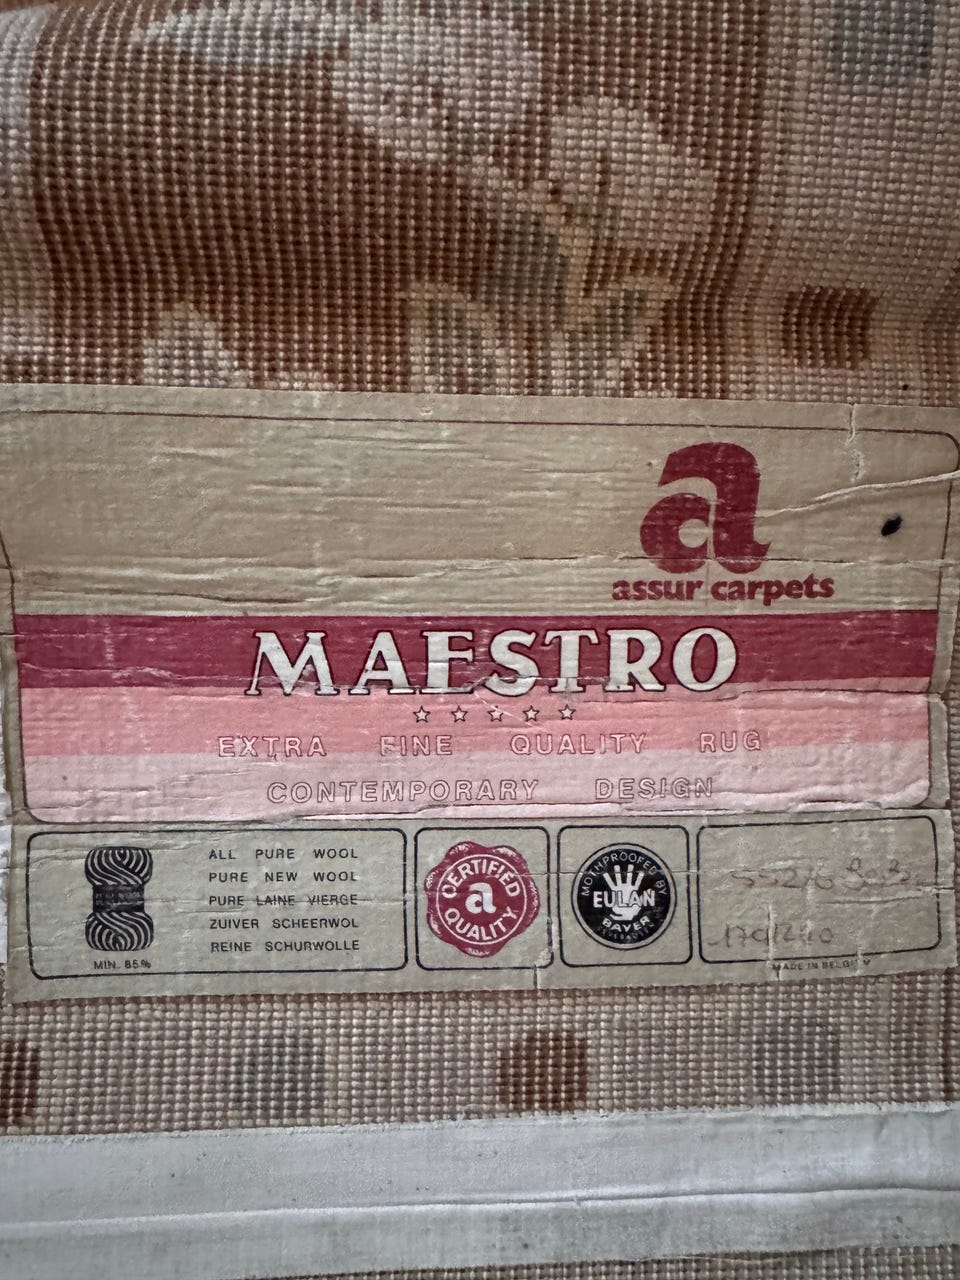 a
assur carpets
MAESTRO
EXTRA FINE QUALITY RUG
CONTEMPORARY DESIGN
ALL PURE WOOL
PURE NEW WOOL
PURE LAINE VIERGE
ZUIVER SCHEERWOL
REINE SCHURWOLLE
MIN. 85%
CERTIFIED
a
QUALITY
MOTHPROOFED BY
EULAN
BAYER
MADE IN BELGIUM